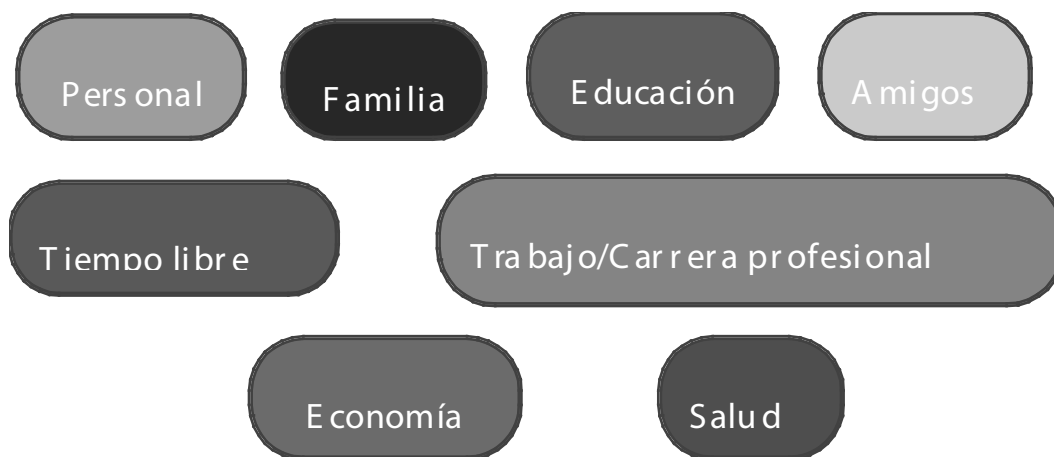 Personal
Familia
Educación
Amigos
Tiempo libre
Trabajo/Carrera profesional
Economía
Salud